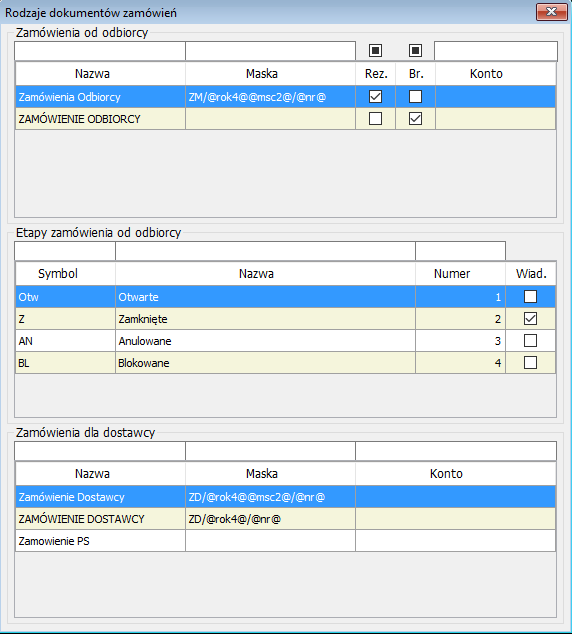 Rodzaje dokumentów zamówień
Zamówienia od odbiorcy
Nazwa Maska Rez. Br. Konto
Zamówienia Odbiorcy ZM/@rok4@@msc2@/@nr@
ZAMÓWIENIE ODBIORCY
Etapy zamówienia od odbiorcy
Symbol Nazwa Numer Wiad.
Otw Otwarte 1
Z Zamknięte 2
AN Anulowane 3
BL Blokowane 4
Zamówienia dla dostawcy
Nazwa Maska Konto
Zamówienie Dostawcy ZD/@rok4@@msc2@/@nr@
ZAMÓWIENIE DOSTAWCY ZD/@rok4@/@nr@
Zamowienie PS